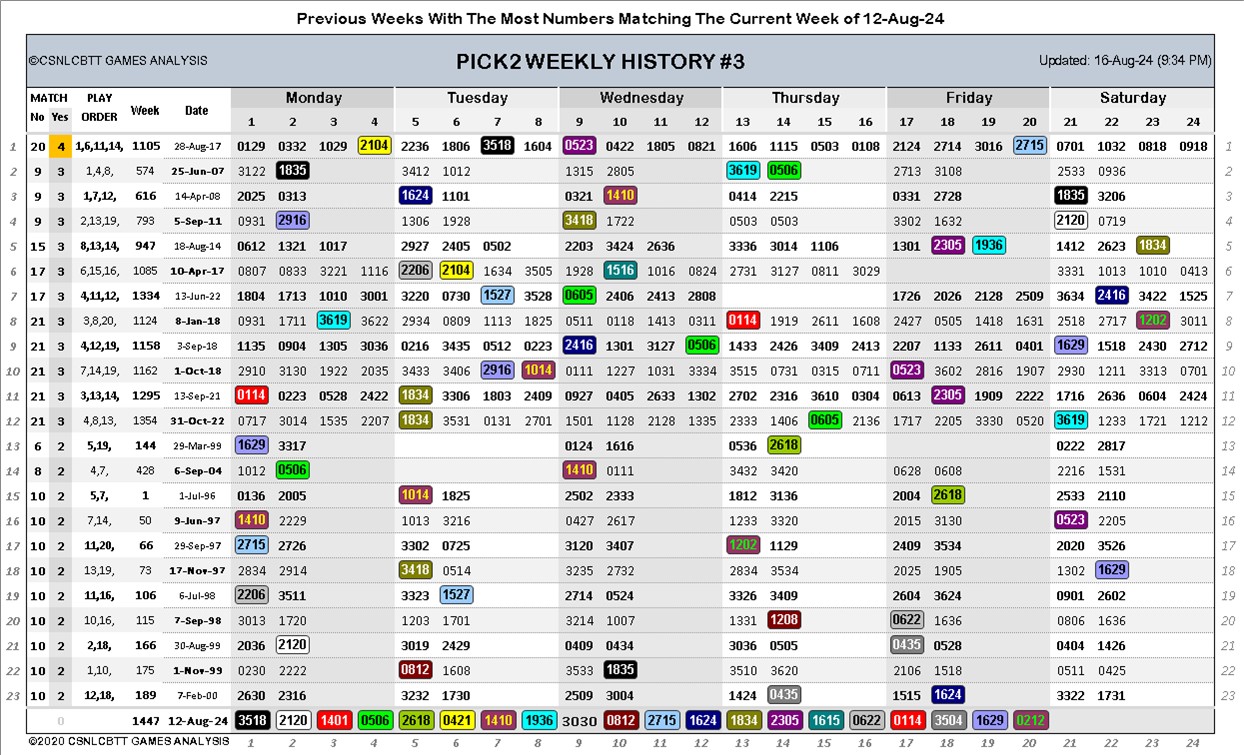 Previous Weeks With The Most Numbers Matching The Current Week of 12-Aug-24
©CSNLCBTT GAMES ANALYSIS PICK2 WEEKLY HISTORY #3 Updated: 16-Aug-24 (9:34 PM)
MATCH PLAY Week Date Monday Tuesday Wednesday Thursday Friday Saturday
No Yes ORDER 1 2 3 4 5 6 7 8 9 10 11 12 13 14 15 16 17 18 19 20 21 22 23 24
1 20 4 1,6,11,14, 1105 28-Aug-17 0129 0332 1029 2104 2236 1806 3518 1604 0523 0422 1805 0821 1606 1115 0503 0108 2124 2714 3016 2715 0701 1032 0818 0918 1
2 9 3 1,4,8, 574 25-Jun-07 3122 1835 3412 1012 1315 2805 3619 0506 2713 3108 2533 0936 2
3 9 3 1,7,12, 616 14-Apr-08 2025 0313 1624 1101 0321 1410 0414 2215 0331 2728 1835 3206 3
4 9 3 2,13,19, 793 5-Sep-11 0931 2916 1306 1928 3418 1722 0503 0503 3302 1632 2120 0719 4
5 15 3 8,13,14, 947 18-Aug-14 0612 1321 1017 2927 2405 0502 2203 3424 2636 3336 3014 1106 1301 2305 1936 1412 2623 1834 5
6 17 3 6,15,16, 1085 10-Apr-17 0807 0833 3221 1116 2206 2104 1634 3505 1928 1516 1016 0824 2731 3127 0811 3029 3331 1013 1010 0413 6
7 17 3 4,11,12, 1334 13-Jun-22 1804 1713 1010 3001 3220 0730 1527 3528 0605 2406 2413 2808 1726 2026 2128 2509 3634 2416 3422 1525 7
8 21 3 3,8,20, 1124 8-Jan-18 0931 1711 3619 3622 2934 0911 1113 1825 0511 0118 1413 0311 0114 1919 2611 1608 2427 0505 1418 1631 2518 2717 1202 3011 8
9 21 3 4,12,19, 1158 3-Sep-18 1135 0904 1305 3036 0216 3435 0512 0223 2416 1301 3127 0506 1433 2426 3409 2413 2207 1133 2611 0401 1629 1518 2430 2712 9
10 21 3 7,14,19, 1162 1-Oct-18 2910 3130 1922 2035 3433 3406 2916 1014 0111 1227 1031 3334 3515 0731 0315 0711 0523 3602 2816 1907 2930 1211 3313 0701 10
11 21 3 3,13,14, 1295 13-Sep-21 0114 0223 0528 2422 1834 3306 1803 2409 0927 0405 2633 1302 2702 2316 3610 0304 0613 2305 1909 2222 1716 2636 0604 2424 11
12 21 3 4,8,13, 1354 31-Oct-22 0717 3014 1535 2207 1834 3531 0131 2701 1501 1128 2128 1335 2333 1406 0605 2136 1717 2205 3330 0520 3619 1233 1721 1212 12
13 6 2 5,19, 144 29-Mar-99 1629 3317 0124 1616 0536 2618 0222 2817 13
14 8 2 4,7, 428 6-Sep-04 1012 0506 1410 0111 3432 3420 0628 0608 2216 1531 14
15 10 2 5,7, 1 1-Jul-96 0136 2005 1014 1825 2502 2333 1812 3136 2004 2618 2533 2110 15
16 10 2 7,14, 50 9-Jun-97 1410 2229 1013 3216 0427 2617 1233 3320 2015 3130 0523 2205 16
17 10 2 11,20, 66 29-Sep-97 2715 2726 3302 0725 3120 3407 1202 1129 2409 3534 2020 3526 17
18 10 2 13,19, 73 17-Nov-97 2834 2914 3418 0514 3235 2732 2834 3534 2025 1905 1302 1629 18
19 10 2 11,16, 106 6-Jul-98 2206 3511 3323 1527 2714 0524 3326 3409 2604 3624 0901 2602 19
20 10 2 10,16, 115 7-Sep-98 3013 1720 1203 1701 3214 1007 1331 1208 0622 1636 0806 1636 20
21 10 2 2,18, 166 30-Aug-99 2036 2120 3019 2429 0409 0434 3036 0505 0435 0528 0404 1426 21
22 10 2 1,10, 175 1-Nov-99 0230 2222 0812 1608 3533 1835 3510 3620 2106 1518 0511 0425 22
23 10 2 12,18, 189 7-Feb-00 2630 2316 3232 1730 2509 3004 1424 0435 1515 1624 3322 1731 23
0 1447 12-Aug-24 3518 2120 1401 0506 2618 0421 1410 1936 3030 0812 2715 1624 1834 2305 1615 0622 0114 3504 1629 0212
©2020 CSNLCBTT GAMES ANALYSIS 1 2 3 4 5 6 7 8 9 10 11 12 13 14 15 16 17 18 19 20 21 22 23 24